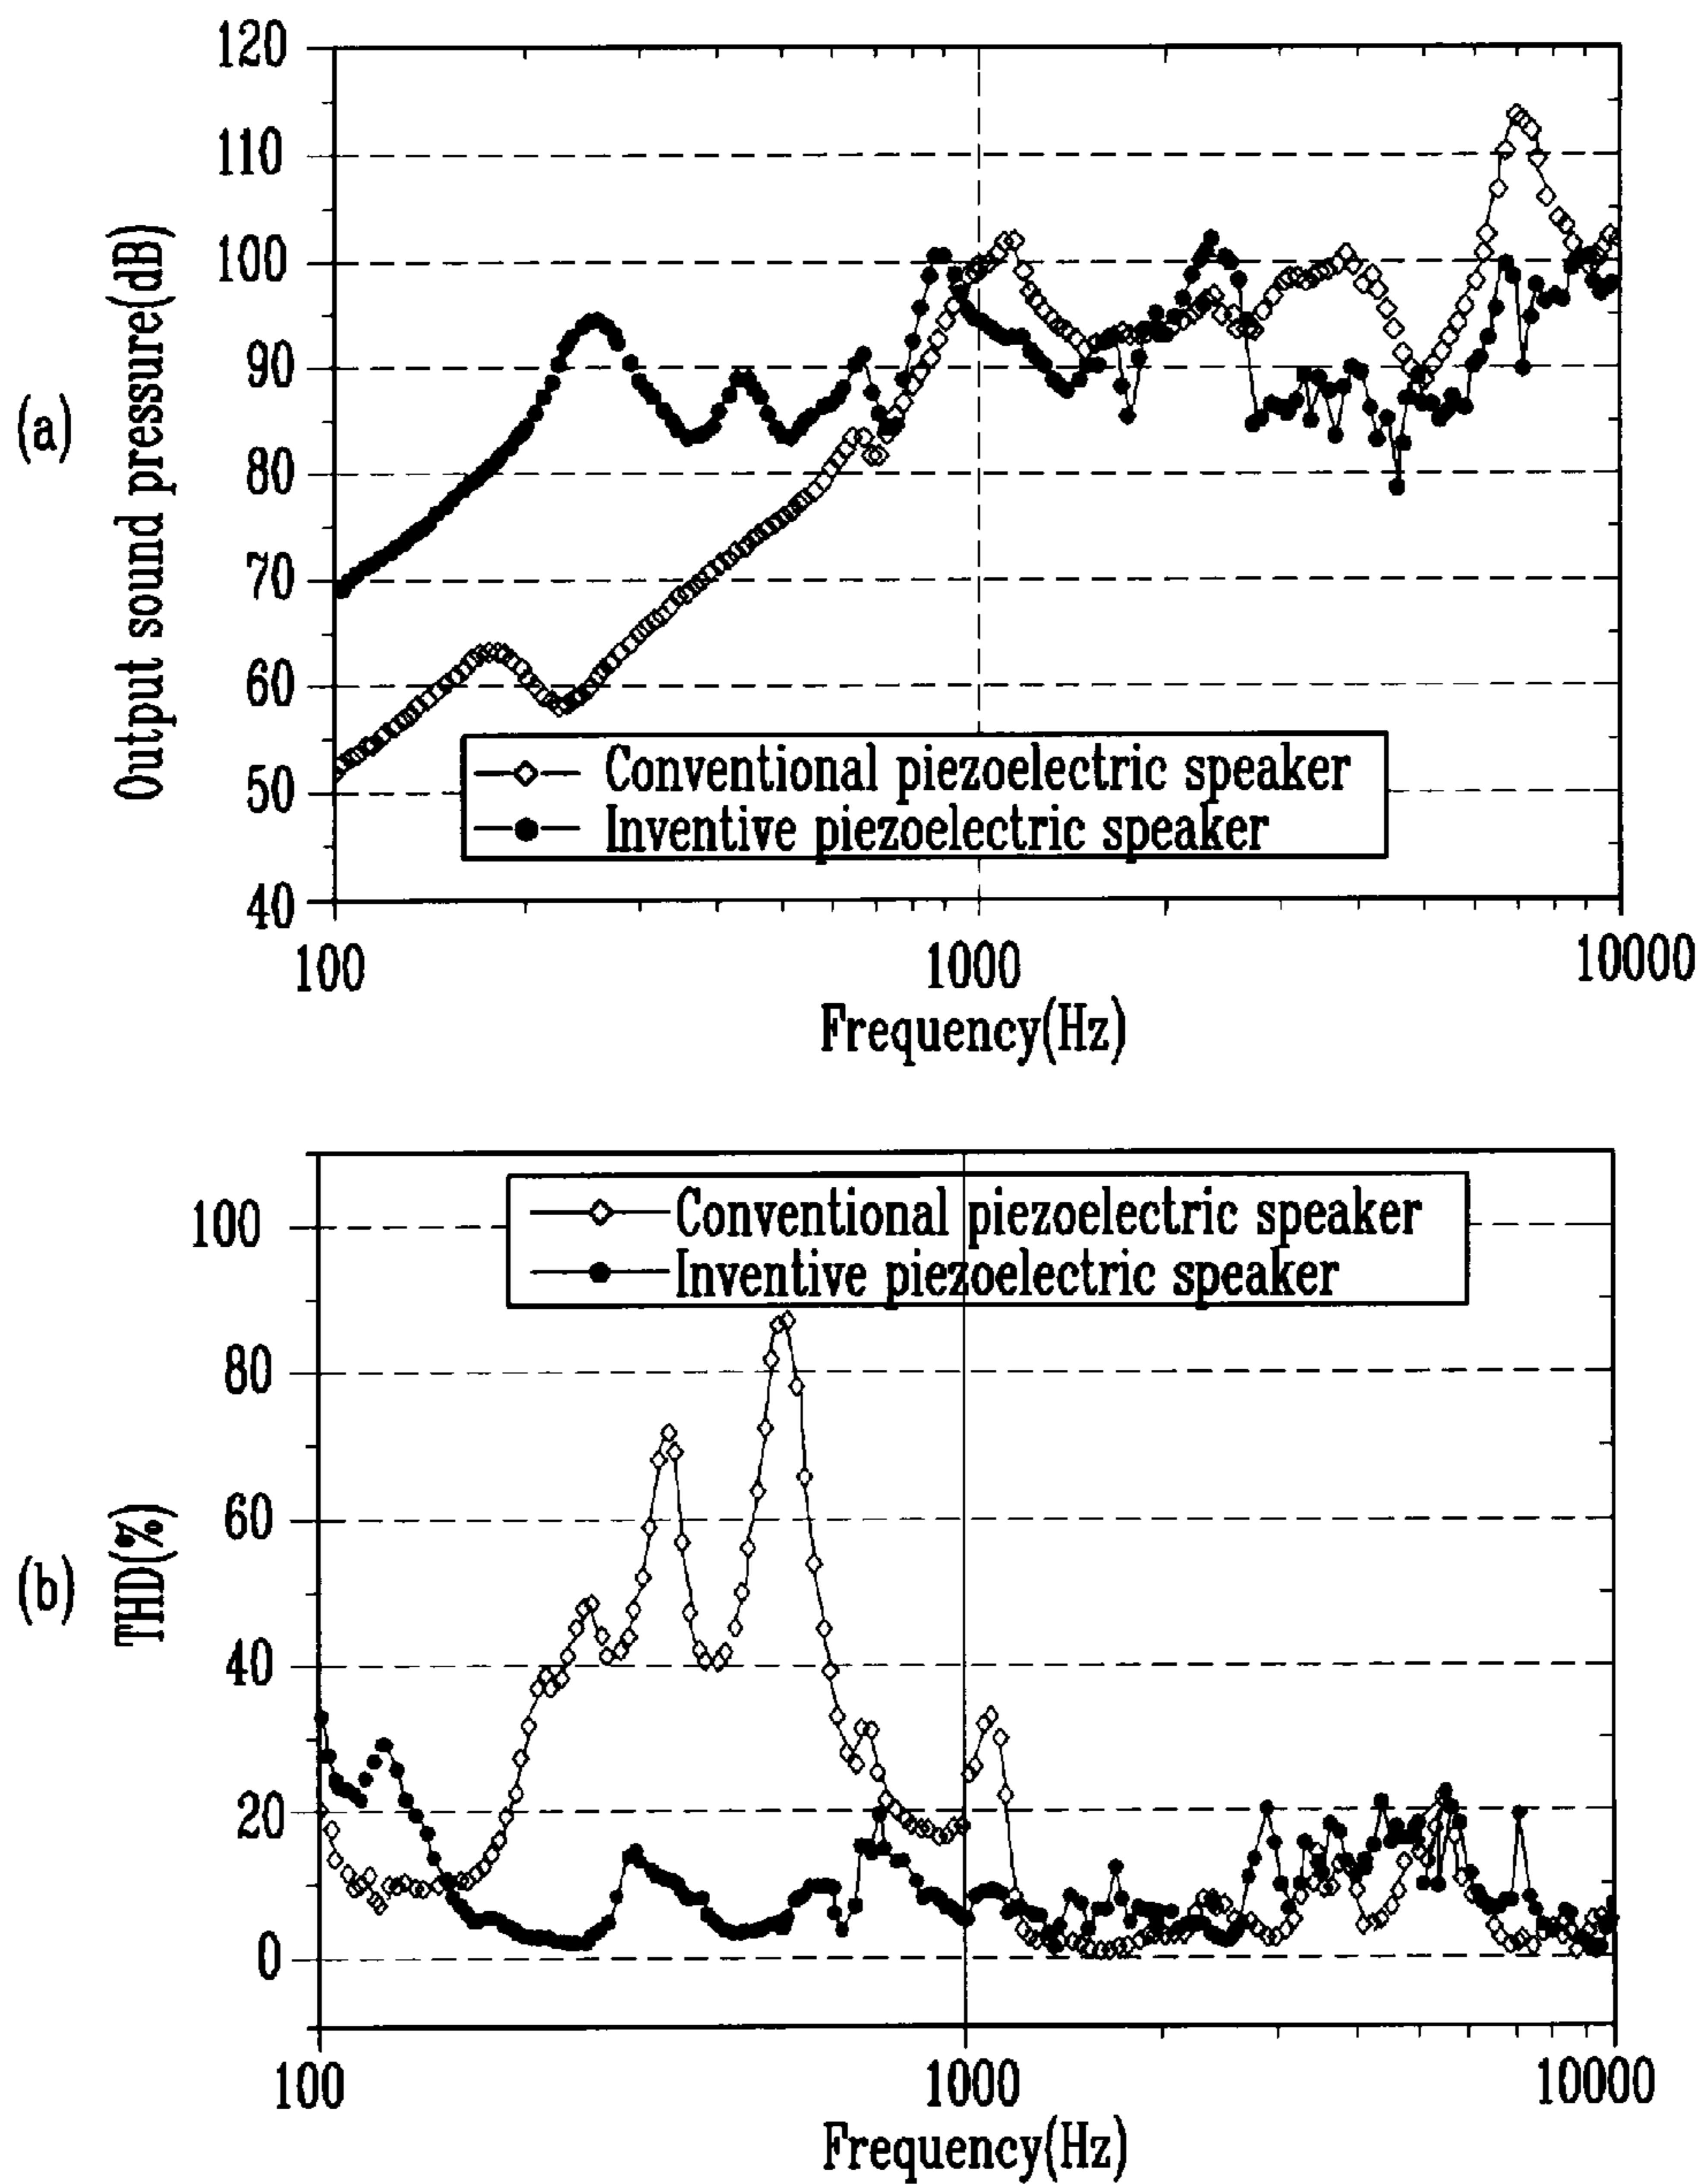 (a)
Output sound pressure(dB)
120
110
100
90
80
70
60
50
40
Conventional piezoelectric speaker
Inventive piezoelectric speaker
100
1000
10000
Frequency(Hz)
(b)
THD(%)
100
80
60
40
20
0
Conventional piezoelectric speaker
Inventive piezoelectric speaker
100
1000
10000
Frequency(Hz)